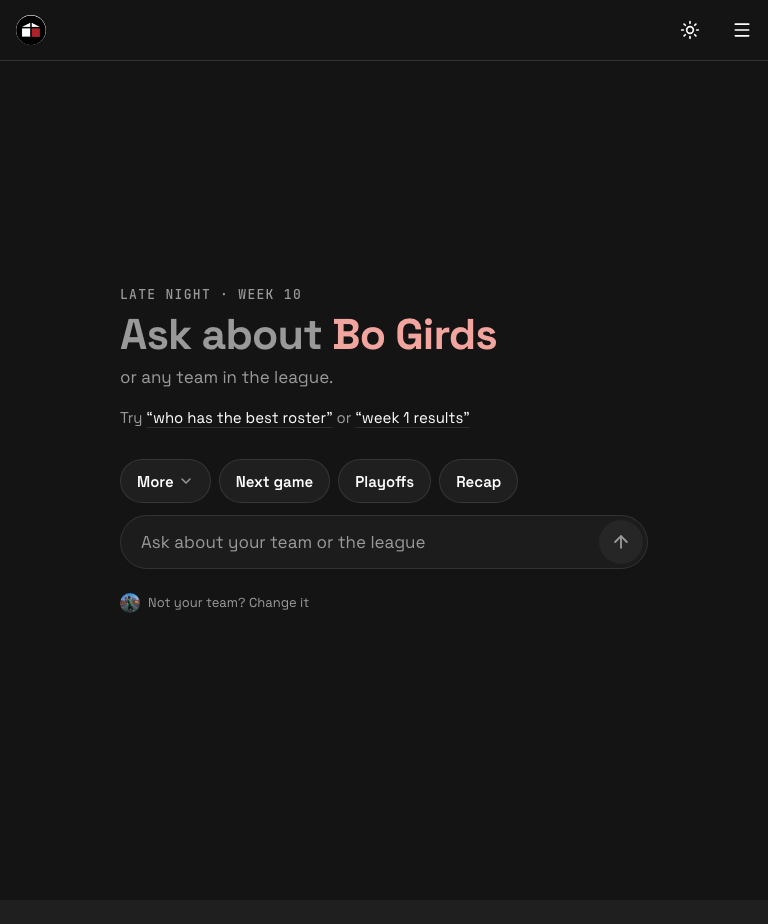 LATE NIGHT · WEEK 10
Ask about Bo Girds
or any team in the league.
Try “who has the best roster” or “week 1 results”
More Next game Playoffs Recap
Ask about your team or the league
Not your team? Change it